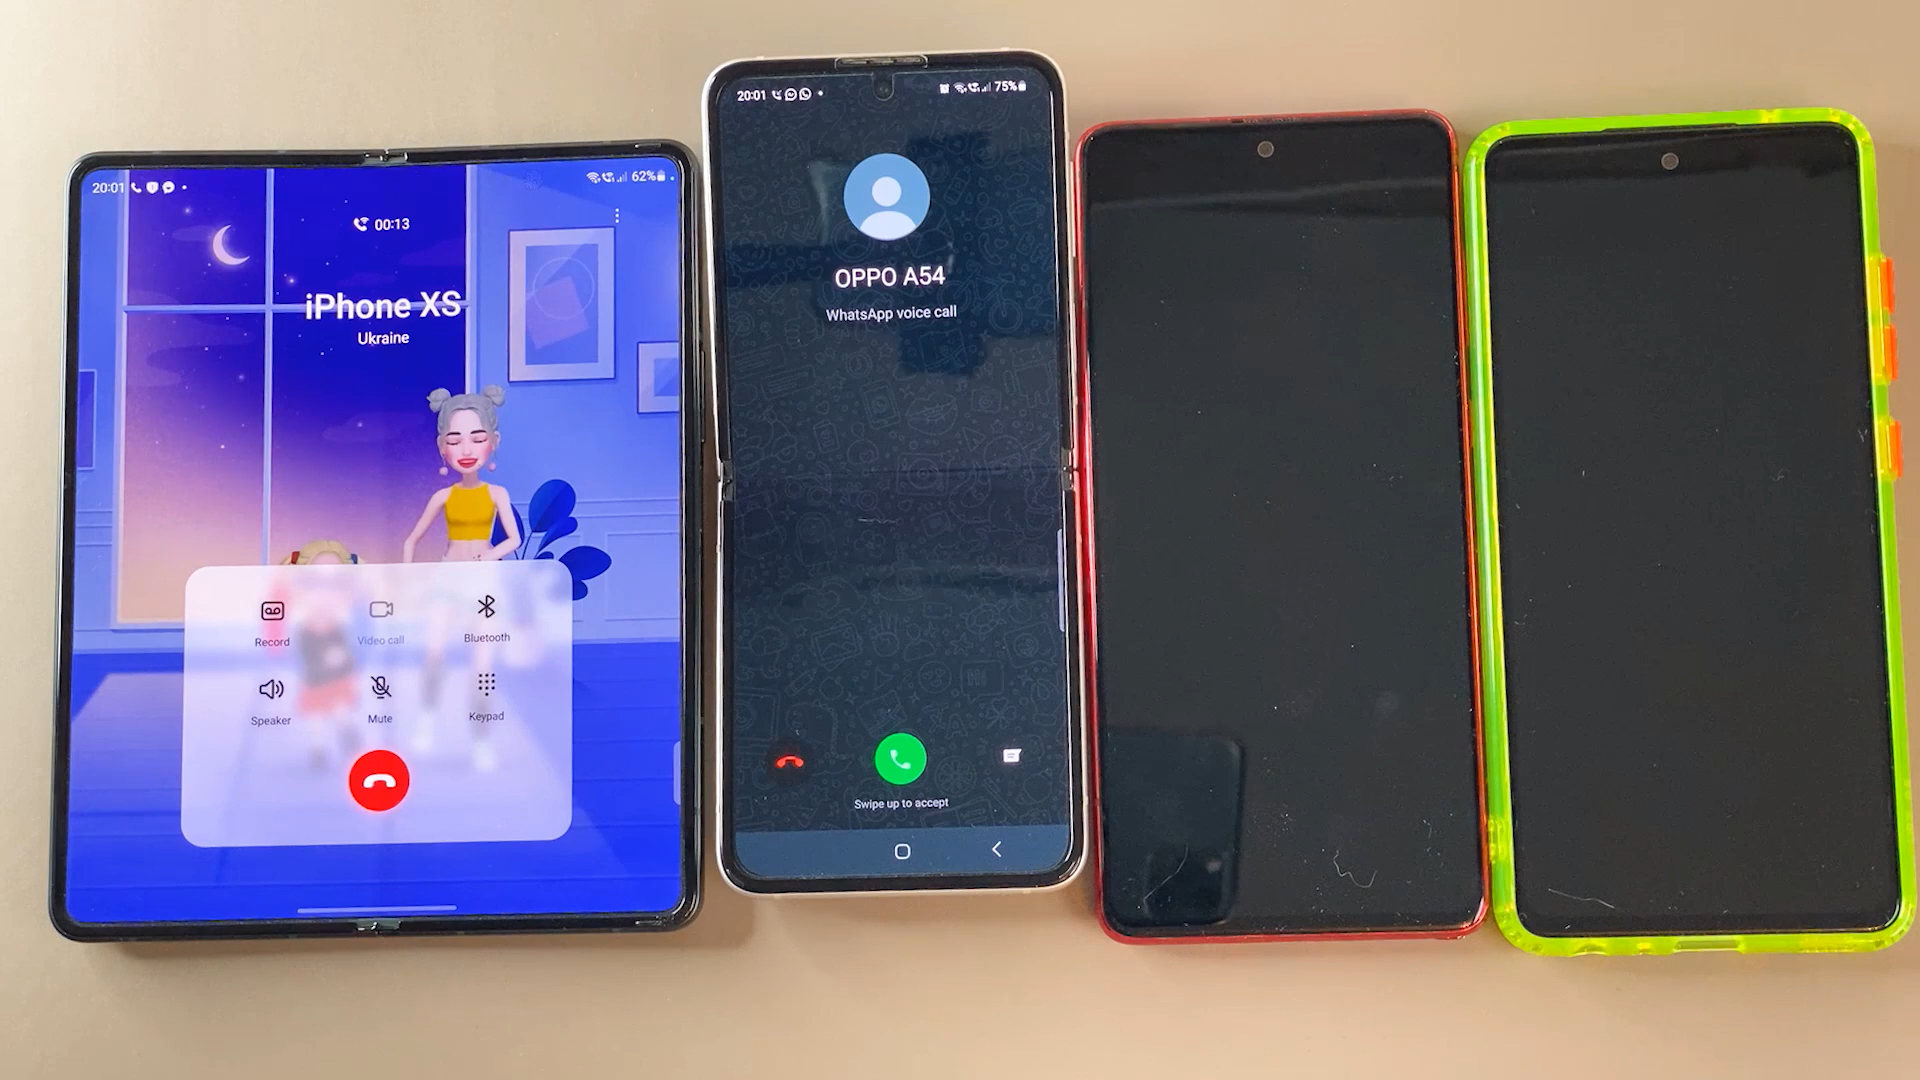 20:01
62%
00:13
iPhone XS
Ukraine
Record
Video call
Bluetooth
Speaker
Mute
Keypad
20:01
75%
OPPO A54
WhatsApp voice call
Swipe up to accept